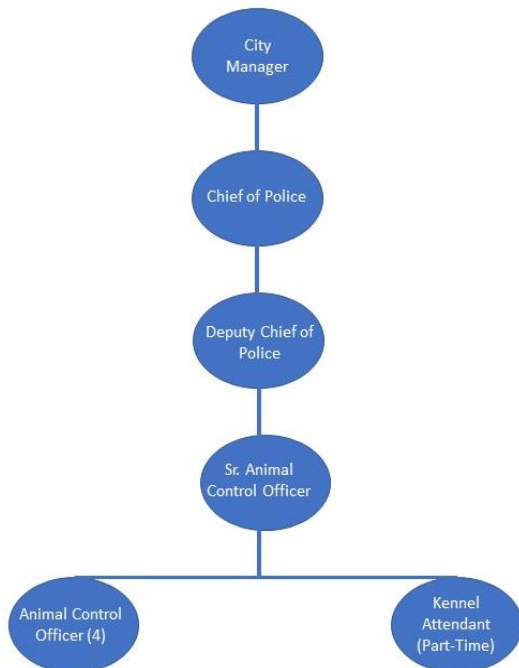 City
Manager
Chief of Police
Deputy Chief of
Police
Sr. Animal
Control Officer
Animal Control
Officer (4)
Kennel
Attendant
(Part-Time)